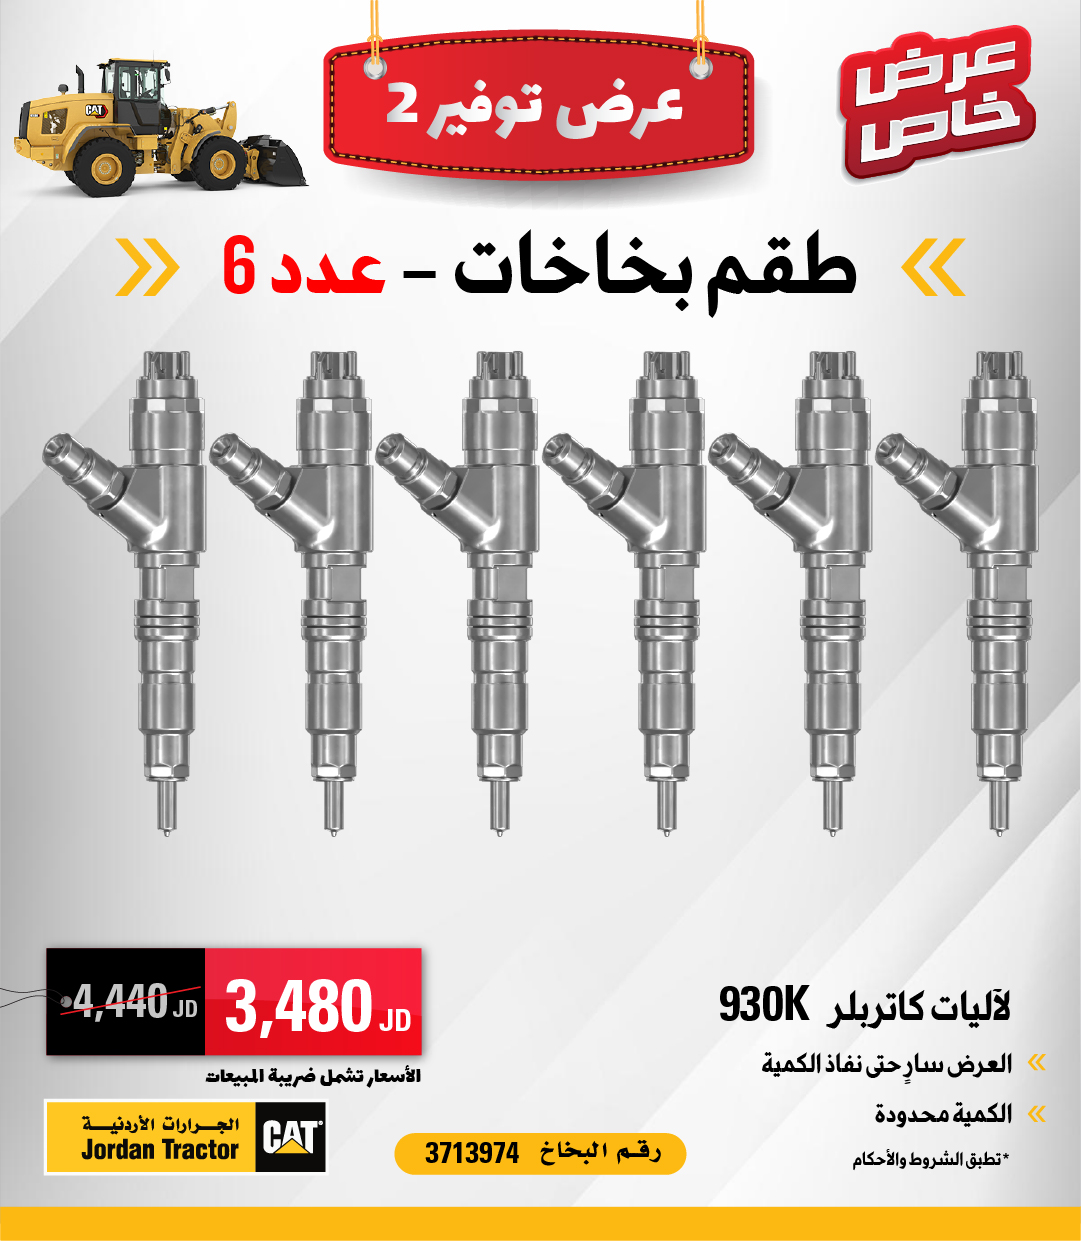 عرض توفير 2
عرض
خاص
CAT
طقم بخاخات – عدد 6
4,440 JD
3,480 JD
الأسعار تشمل ضريبة المبيعات
لآليات كاتربلر 930K
العرض سارٍ حتى نفاذ الكمية
الكمية محدودة
*تطبق الشروط والأحكام
رقم البخاخ 3713974
الجرارات الأردنية
Jordan Tractor
CAT